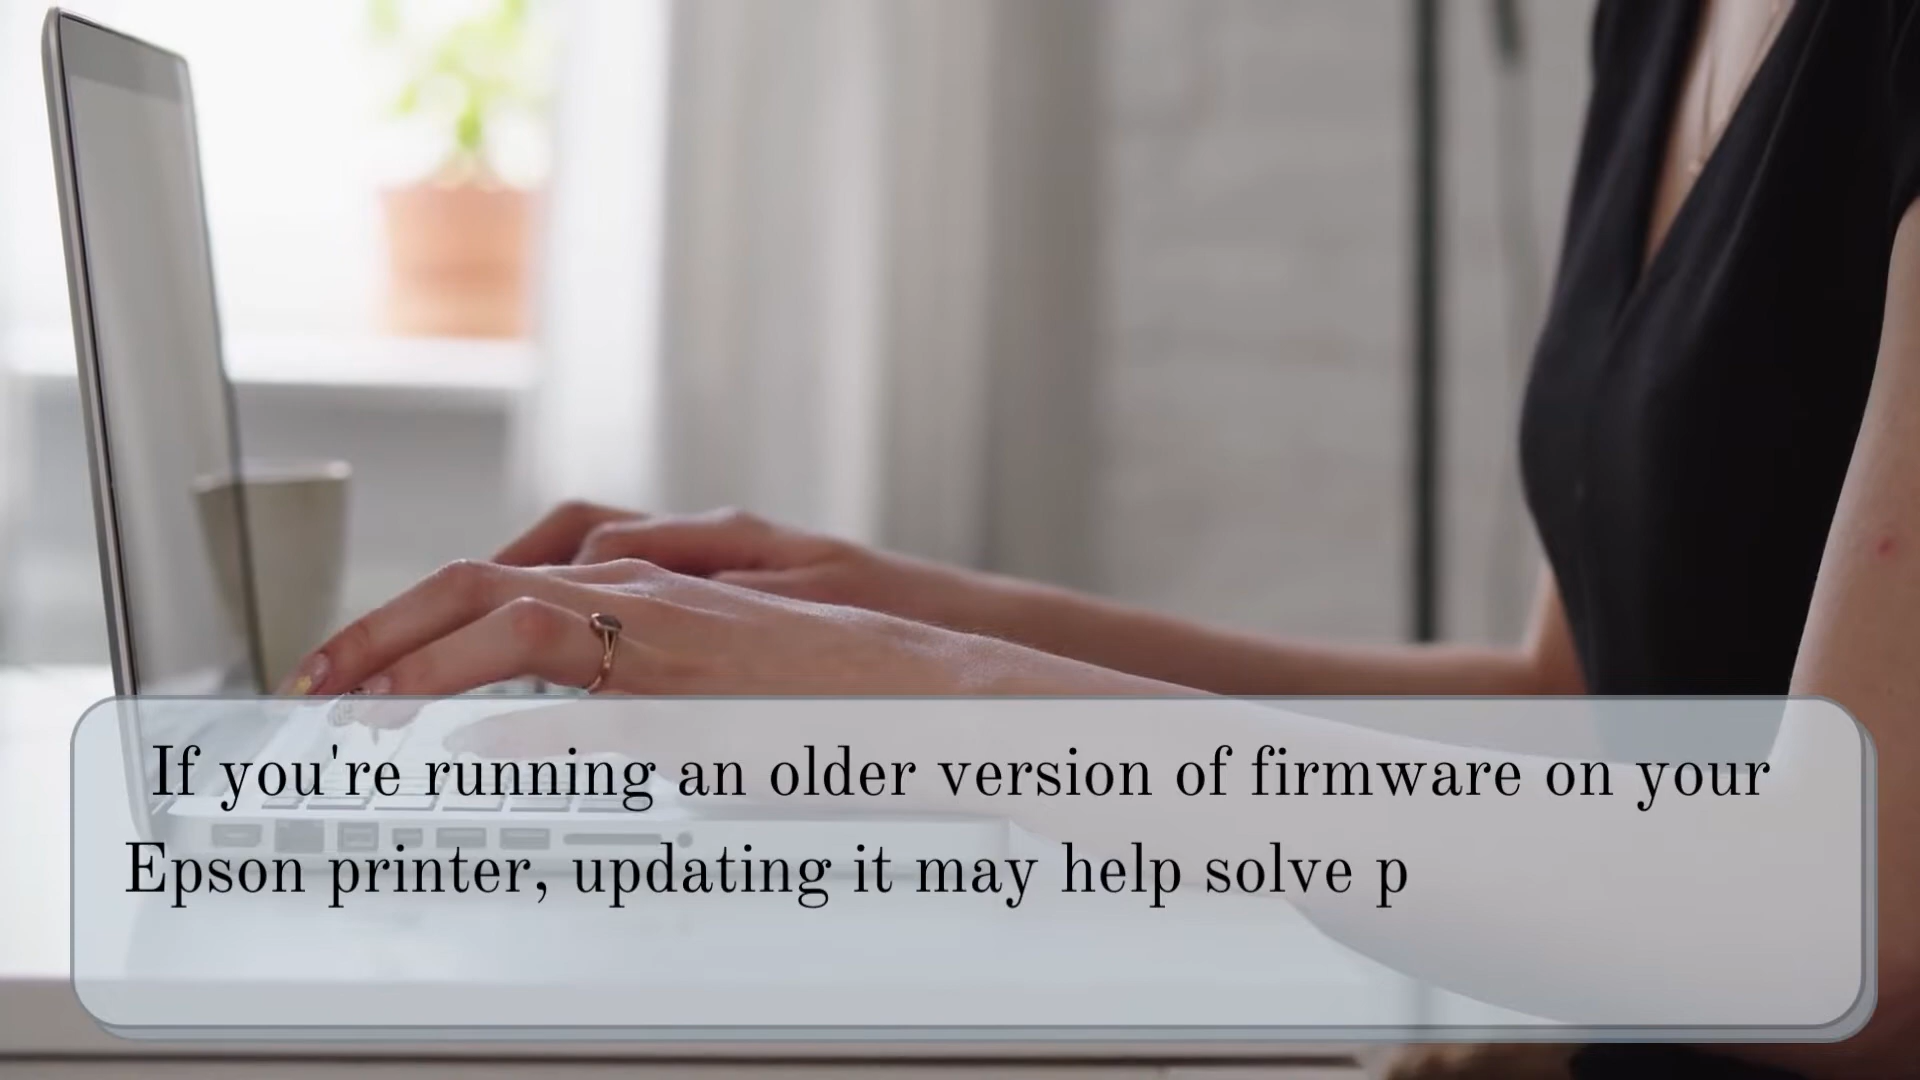 If you're running an older version of firmware on your
Epson printer, updating it may help solve p